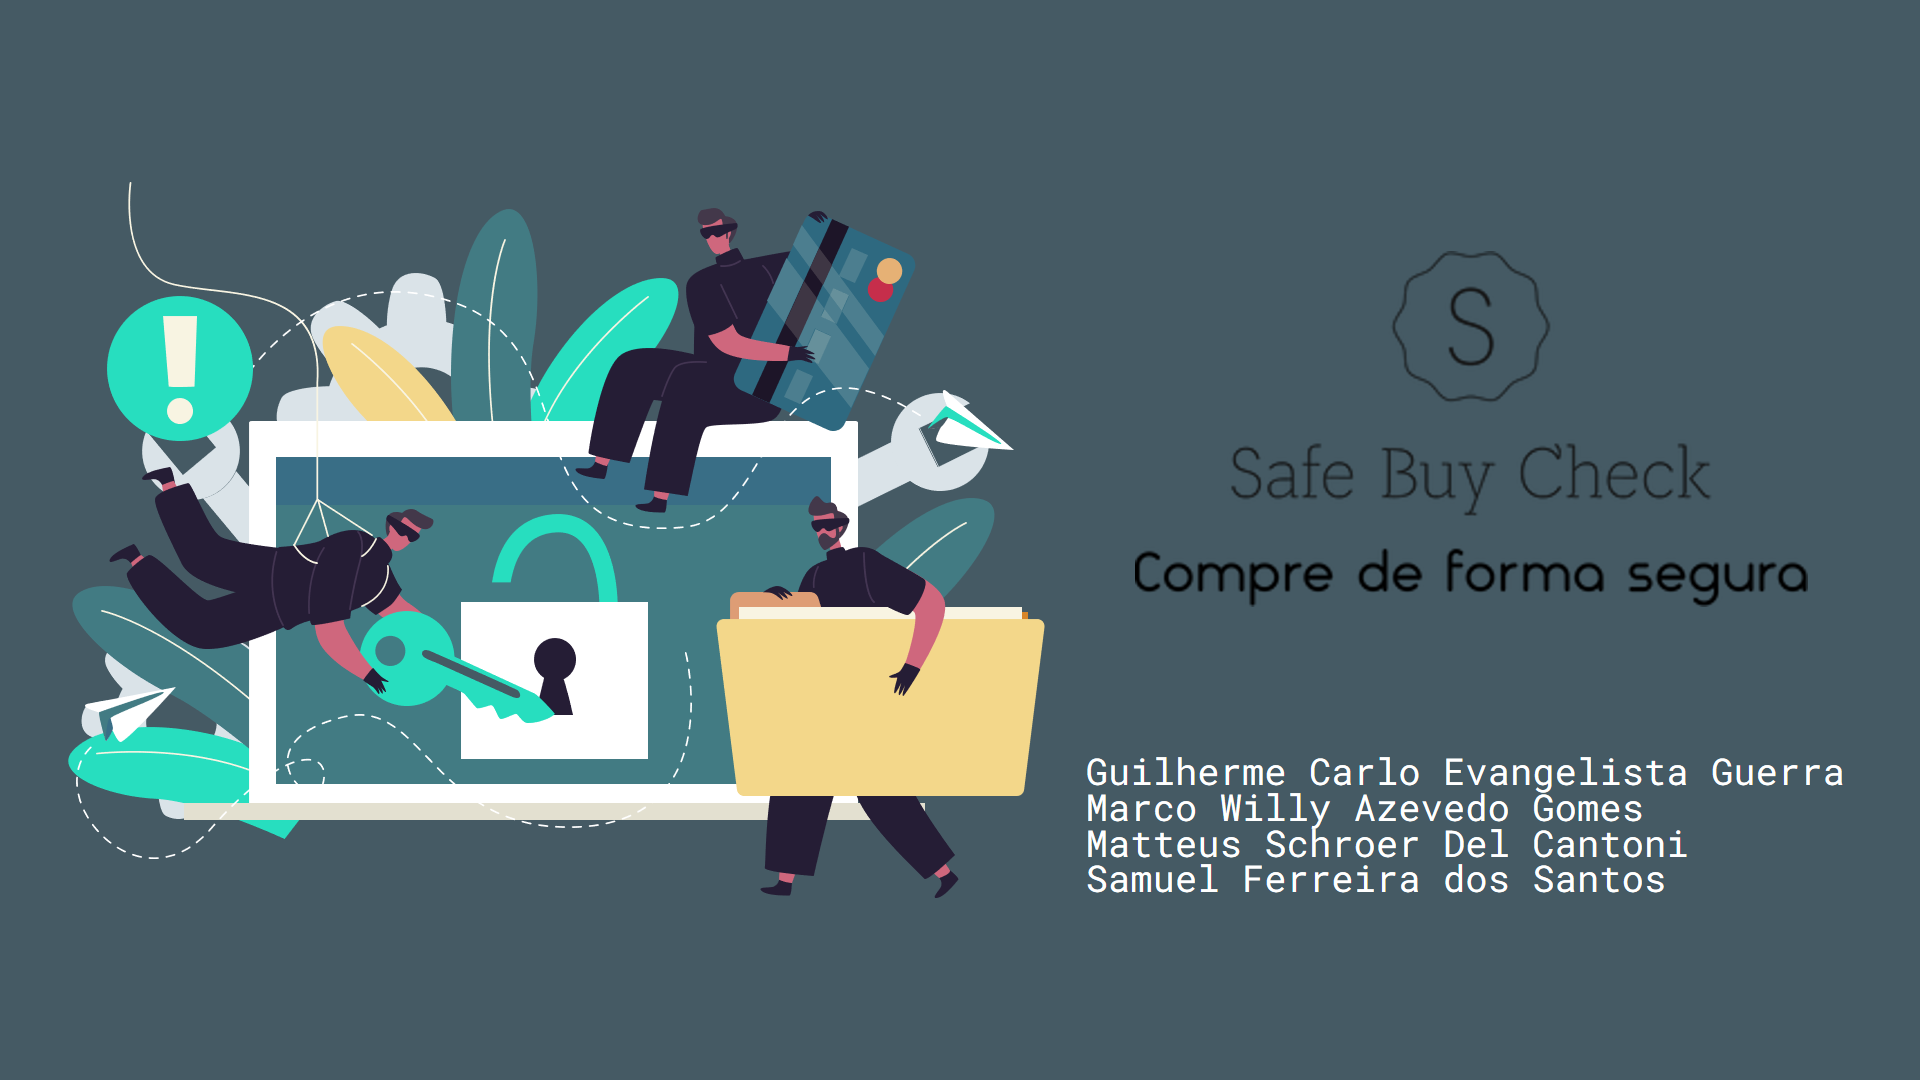 S
Safe Buy Check
Compre de forma segura
Guilherme Carlo Evangelista Guerra
Marco Willy Azevedo Gomes
Matteus Schroer Del Cantoni
Samuel Ferreira dos Santos